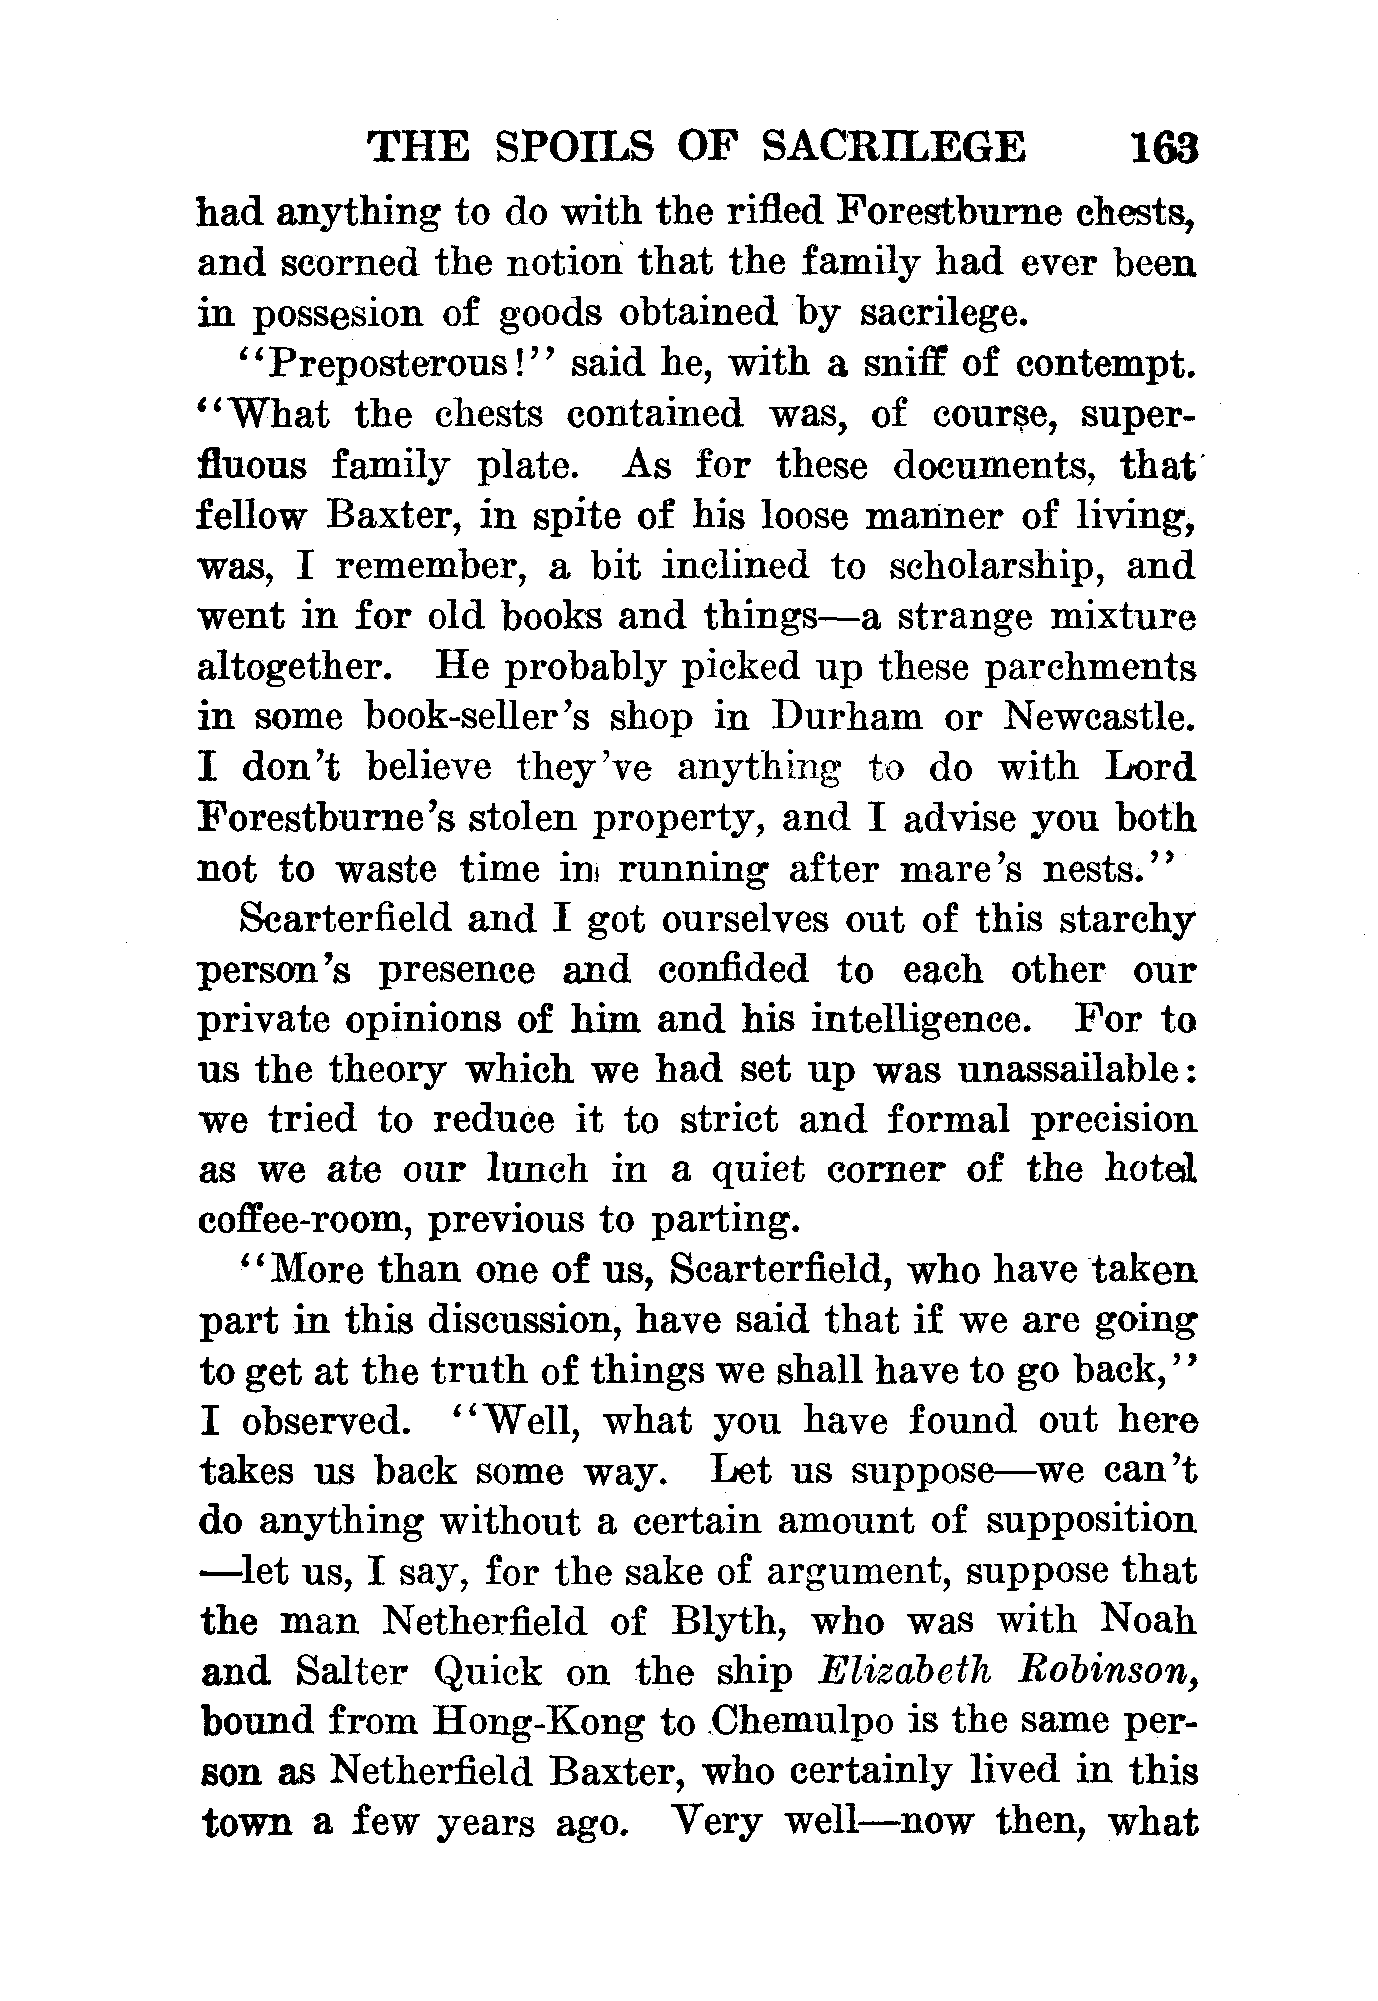 THE SPOILS OF SACRILEGE 163
had anything to do with the rifled Forestburne chests,
and scorned the notion that the family had ever been
in possesion of goods obtained by sacrilege.
"Preposterous!" said he, with a sniff of contempt.
"What the chests contained was, of course, super-
fluous family plate. As for these documents, that
fellow Baxter, in spite of his loose manner of living,
was, I remember, a bit inclined to scholarship, and
went in for old books and things—a strange mixture
altogether. He probably picked up these parchments
in some book-seller's shop in Durham or Newcastle.
I don't believe they've anything to do with Lord
Forestburne's stolen property, and I advise you both
not to waste time in running after mare's nests."
Scarterfield and I got ourselves out of this starchy
person's presence and confided to each other our
private opinions of him and his intelligence. For to
us the theory which we had set up was unassailable:
we tried to reduce it to strict and formal precision
as we ate our lunch in a quiet corner of the hotel
coffee-room, previous to parting.
"More than one of us, Scarterfield, who have taken
part in this discussion, have said that if we are going
to get at the truth of things we shall have to go back,"
I observed. "Well, what you have found out here
takes us back some way. Let us suppose—we can't
do anything without a certain amount of supposition
—let us, I say, for the sake of argument, suppose that
the man Netherfield of Blyth, who was with Noah
and Salter Quick on the ship Elizabeth Robinson,
bound from Hong-Kong to Chemulpo is the same per-
son as Netherfield Baxter, who certainly lived in this
town a few years ago. Very well—now then, what